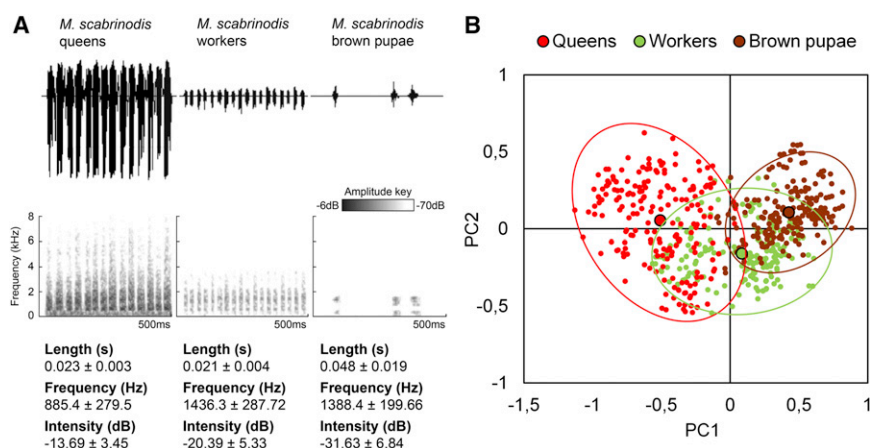 A
M. scabrinodis
queens
M. scabrinodis
workers
M. scabrinodis
brown pupae
Amplitude key
-6dB
-70dB
Frequency (kHz)
8
6
4
2
0
500ms
500ms
500ms
Length (s)
0.023 ± 0.003
Frequency (Hz)
885.4 ± 279.5
Intensity (dB)
-13.69 ± 3.45
Length (s)
0.021 ± 0.004
Frequency (Hz)
1436.3 ± 287.72
Intensity (dB)
-20.39 ± 5.33
Length (s)
0.048 ± 0.019
Frequency (Hz)
1388.4 ± 199.66
Intensity (dB)
-31.63 ± 6.84
B
Queens
Workers
Brown pupae
1
0,5
0
-0,5
-1
PC2
-1,5
-1
-0,5
0
0,5
1
PC1